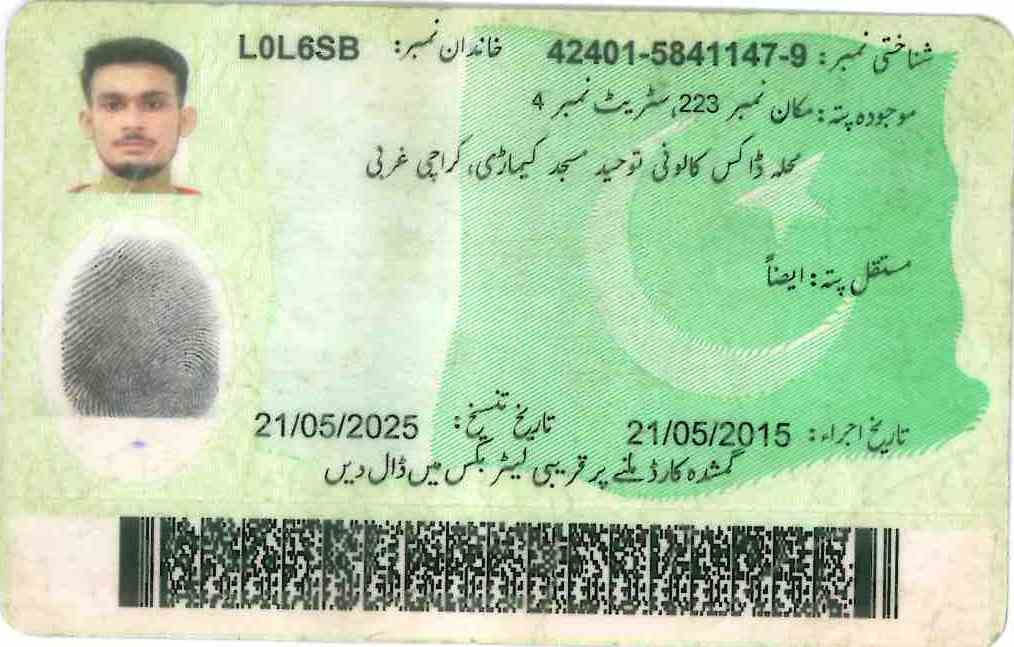 شناختی نمبر: 42401-5841147-9 خاندان نمبر: L0L6SB
موجودہ پتہ: مکان نمبر 223، سٹریٹ نمبر 4
محلہ ڈاکس کالونی توحید مسجد کیماڑی، کراچی غربی
مستقل پتہ: ایضاً
تاریخ اجراء: 21/05/2015 تاریخ تنسیخ: 21/05/2025
گمشدہ کارڈ ملنے پر قریبی لیٹر بکس میں ڈال دیں